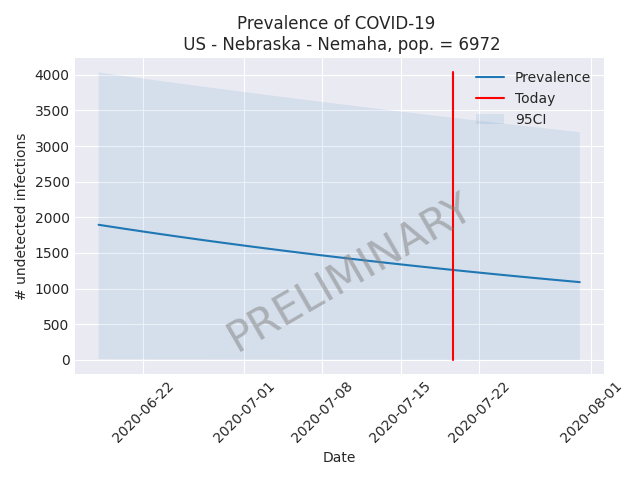 Prevalence of COVID-19
US - Nebraska - Nemaha, pop. = 6972
4000
3500
3000
2500
2000
1500
1000
500
0
# undetected infections
Prevalence
Today
95CI
PRELIMINARY
2020-06-22
2020-07-01
2020-07-08
2020-07-15
2020-07-22
2020-08-01
Date